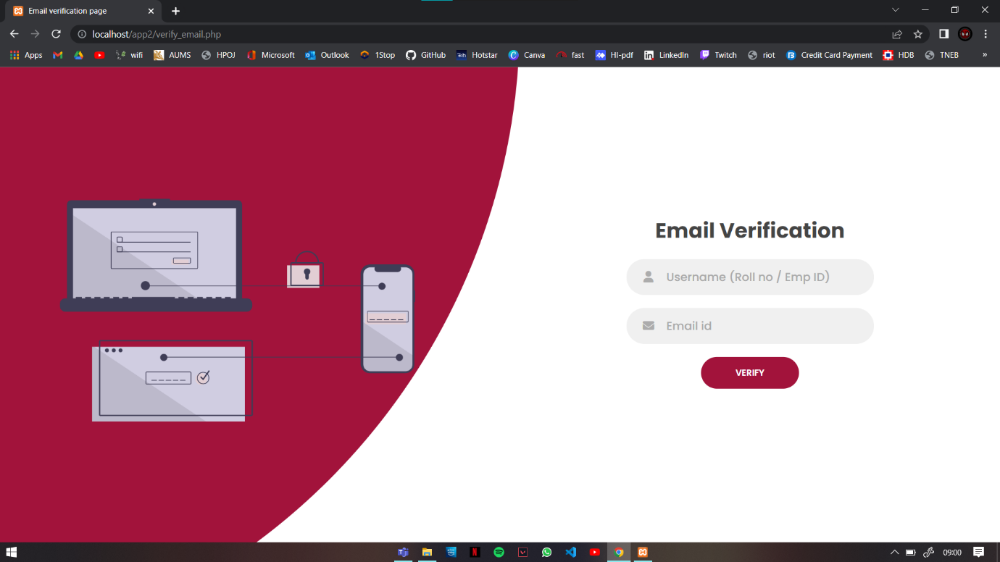 Email verification page
localhost/app2/verify_email.php
Apps wifi AUMS HPOJ Microsoft Outlook 1Stop GitHub Hotstar Canva fast HI-pdf LinkedIn Twitch riot Credit Card Payment HDB TNEB »
Email Verification
Username (Roll no / Emp ID)
Email id
VERIFY
09:00